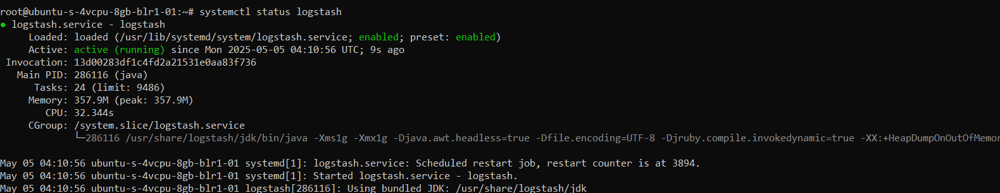 root@ubuntu-s-4vcpu-8gb-blr1-01:~# systemctl status logstash
● logstash.service - logstash
     Loaded: loaded (/usr/lib/systemd/system/logstash.service; enabled; preset: enabled)
     Active: active (running) since Mon 2025-05-05 04:10:56 UTC; 9s ago
 Invocation: 13d00283df1c4fd2a21531e0aa83f736
   Main PID: 286116 (java)
      Tasks: 24 (limit: 9486)
     Memory: 357.9M (peak: 357.9M)
        CPU: 32.344s
     CGroup: /system.slice/logstash.service
             └─286116 /usr/share/logstash/jdk/bin/java -Xms1g -Xmx1g -Djava.awt.headless=true -Dfile.encoding=UTF-8 -Djruby.compile.invokedynamic=true -XX:+HeapDumpOnOutOfMemor
May 05 04:10:56 ubuntu-s-4vcpu-8gb-blr1-01 systemd[1]: logstash.service: Scheduled restart job, restart counter is at 3894.
May 05 04:10:56 ubuntu-s-4vcpu-8gb-blr1-01 systemd[1]: Started logstash.service - logstash.
May 05 04:10:56 ubuntu-s-4vcpu-8gb-blr1-01 logstash[286116]: Using bundled JDK: /usr/share/logstash/jdk